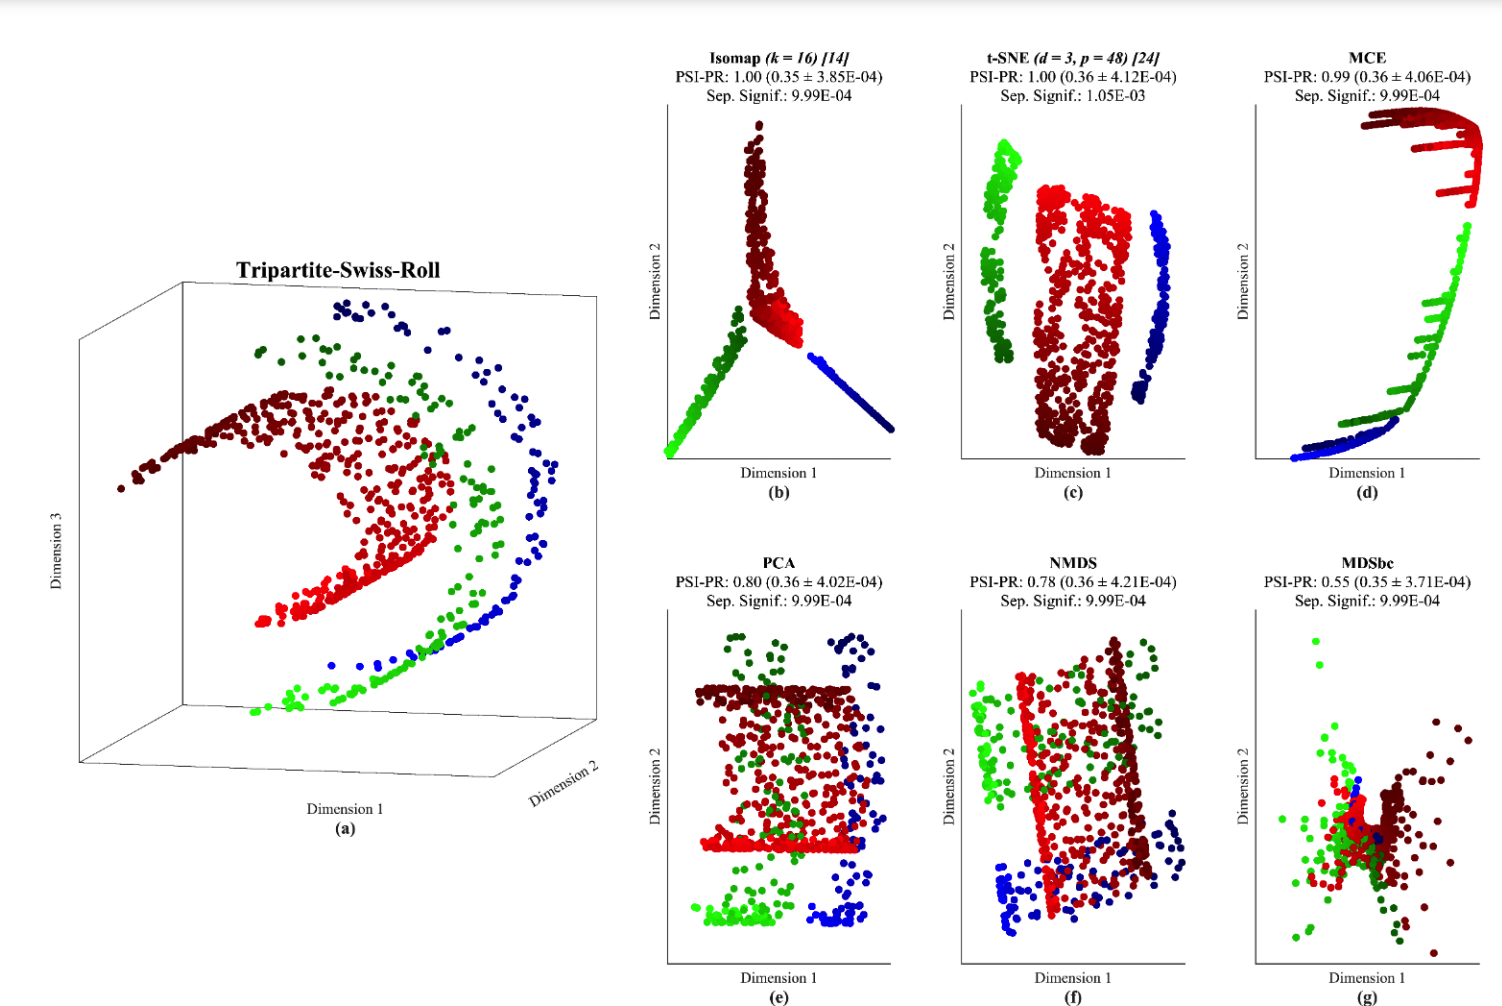 Tripartite-Swiss-Roll
Dimension 3
Dimension 2
Dimension 1
(a)
Isomap (k = 16) [14]
PSI-PR: 1.00 (0.35 ± 3.85E-04)
Sep. Signif.: 9.99E-04
Dimension 2
Dimension 1
(b)
t-SNE (d = 3, p = 48) [24]
PSI-PR: 1.00 (0.36 ± 4.12E-04)
Sep. Signif.: 1.05E-03
Dimension 2
Dimension 1
(c)
MCE
PSI-PR: 0.99 (0.36 ± 4.06E-04)
Sep. Signif.: 9.99E-04
Dimension 2
Dimension 1
(d)
PCA
PSI-PR: 0.80 (0.36 ± 4.02E-04)
Sep. Signif.: 9.99E-04
Dimension 2
Dimension 1
(e)
NMDS
PSI-PR: 0.78 (0.36 ± 4.21E-04)
Sep. Signif.: 9.99E-04
Dimension 2
Dimension 1
(f)
MDSbc
PSI-PR: 0.55 (0.35 ± 3.71E-04)
Sep. Signif.: 9.99E-04
Dimension 2
Dimension 1
(g)